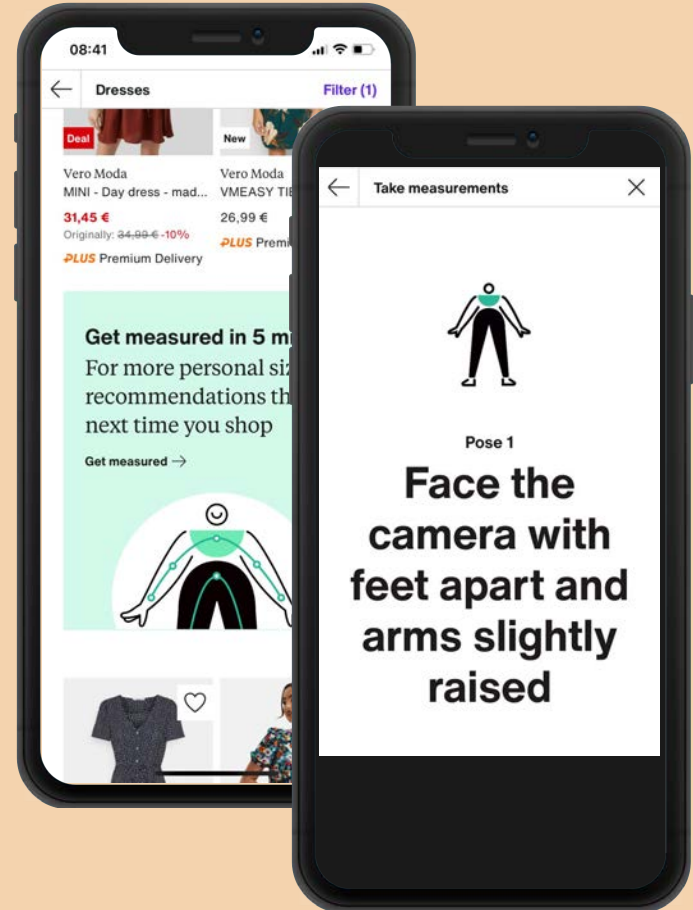 08:41
Dresses
Filter (1)
Deal
New
Vero Moda
MINI - Day dress - mad...
31,45 €
Originally: 34,99 € -10%
PLUS Premium Delivery
Vero Moda
VMEASY TIE
26,99 €
PLUS Premi
Get measured in 5 mi
For more personal siz
recommendations th
next time you shop
Get measured →
Take measurements
Pose 1
Face the
camera with
feet apart and
arms slightly
raised